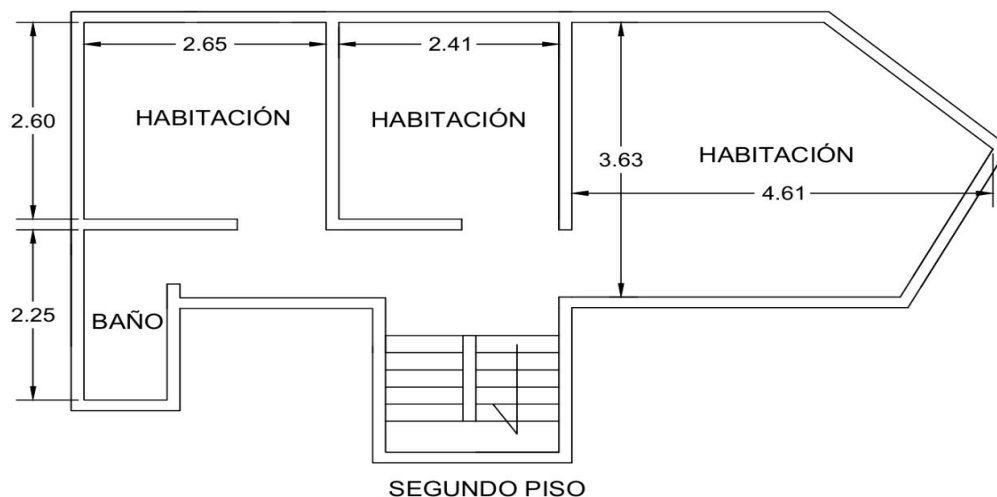 2.65
2.41
2.60
HABITACIÓN
HABITACIÓN
HABITACIÓN
3.63
4.61
2.25
BAÑO
SEGUNDO PISO